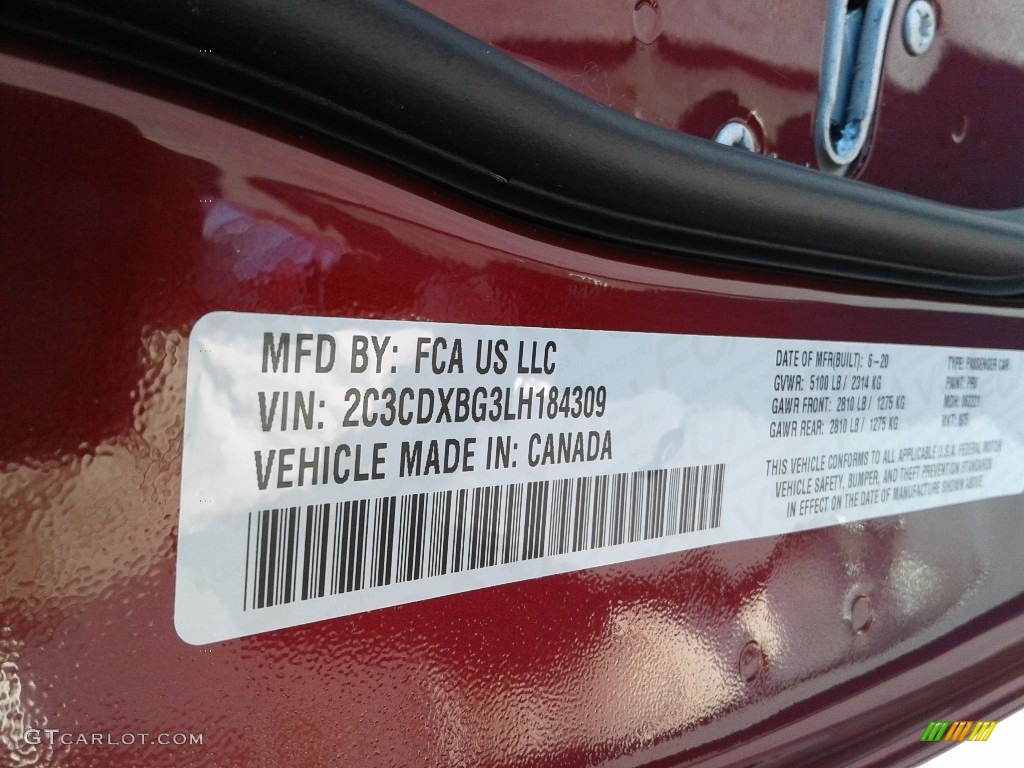 MFD BY: FCA US LLC
VIN: 2C3CDXBG3LH184309
VEHICLE MADE IN: CANADA
DATE OF MFR(BUILT): 6-20
GVWR: 5100 LB / 2314 KG
GAWR FRONT: 2810 LB / 1275 KG
GAWR REAR: 2810 LB / 1275 KG
TYPE: PASSENGER CAR
PAINT: PRV
MDH:
THIS VEHICLE CONFORMS TO ALL APPLICABLE U.S.A. FEDERAL MOTOR
VEHICLE SAFETY, BUMPER, AND THEFT PREVENTION STANDARDS
IN EFFECT ON THE DATE OF MANUFACTURE SHOWN ABOVE.
GTCARLOT.COM